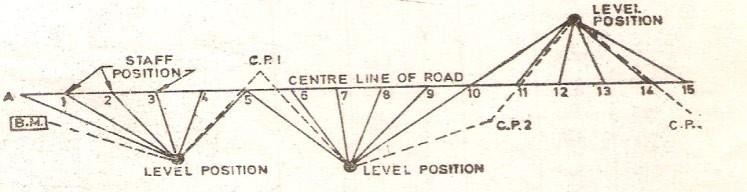 LEVEL
POSITION
STAFF
POSITION
C.P.1
CENTRE LINE OF ROAD
A
1 2 3 4 5 6 7 8 9 10 11 12 13 14 15
B.M.
C.P.2
C.P..
LEVEL POSITION
LEVEL POSITION